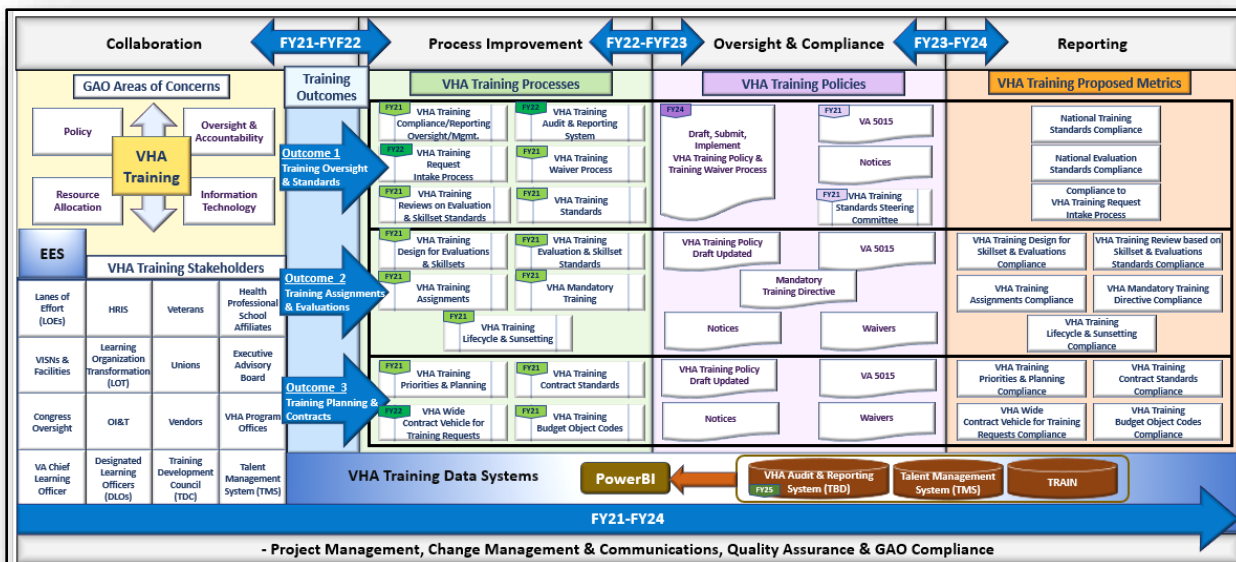 Collaboration
FY21-FYF22
Process Improvement
FY22-FYF23
Oversight & Compliance
FY23-FY24
Reporting
GAO Areas of Concerns
Policy
Oversight &
Accountability
VHA
Training
Resource
Allocation
Information
Technology
EES
VHA Training Stakeholders
Lanes of
Effort
(LOEs)
HRIS
Veterans
Health
Professional
School
Affiliates
VISNs &
Facilities
Learning
Organization
Transformation
(LOT)
Unions
Executive
Advisory
Board
Congress
Oversight
OI&T
Vendors
VHA Program
Offices
VA Chief
Learning
Officer
Designated
Learning
Officers
(DLOs)
Training
Development
Council
(TDC)
Talent
Management
System (TMS)
Training
Outcomes
Outcome 1
Training Oversight
& Standards
Outcome 2
Training Assignments
& Evaluations
Outcome 3
Training Planning &
Contracts
VHA Training Processes
FY21
VHA Training
Compliance/Reporting
Oversight/Mgmt.
FY22
VHA Training
Audit & Reporting
System
FY22
VHA Training
Request
Intake Process
FY21
VHA Training
Waiver Process
FY21
VHA Training
Reviews on Evaluation
& Skillset Standards
FY21
VHA Training
Standards
FY21
VHA Training
Design for Evaluations
& Skillsets
FY21
VHA Training
Evaluation & Skillset
Standards
FY21
VHA Training
Assignments
FY21
VHA Mandatory
Training
FY21
VHA Training
Lifecycle & Sunsetting
FY21
VHA Training
Priorities & Planning
FY21
VHA Training
Contract Standards
FY22
VHA Wide
Contract Vehicle for
Training Requests
FY21
VHA Training
Budget Object Codes
VHA Training Policies
FY24
Draft, Submit,
Implement
VHA Training Policy &
Training Waiver Process
FY21
VA 5015
Notices
FY21
VHA Training
Standards Steering
Committee
VHA Training Policy
Draft Updated
VA 5015
Mandatory
Training Directive
Notices
Waivers
VHA Training Policy
Draft Updated
VA 5015
Notices
Waivers
VHA Training Proposed Metrics
National Training
Standards Compliance
National Evaluation
Standards Compliance
Compliance to
VHA Training Request
Intake Process
VHA Training Design for
Skillset & Evaluations
Compliance
VHA Training Review based on
Skillset & Evaluations
Standards Compliance
VHA Training
Assignments Compliance
VHA Mandatory Training
Directive Compliance
VHA Training
Lifecycle & Sunsetting
Compliance
VHA Training
Priorities & Planning
Compliance
VHA Training
Contract Standards
Compliance
VHA Wide
Contract Vehicle for Training
Requests Compliance
VHA Training
Budget Object Codes
Compliance
VHA Training Data Systems
PowerBI
VHA Audit & Reporting
System (TBD)
FY25
Talent Management
System (TMS)
TRAIN
FY21-FY24
- Project Management, Change Management & Communications, Quality Assurance & GAO Compliance